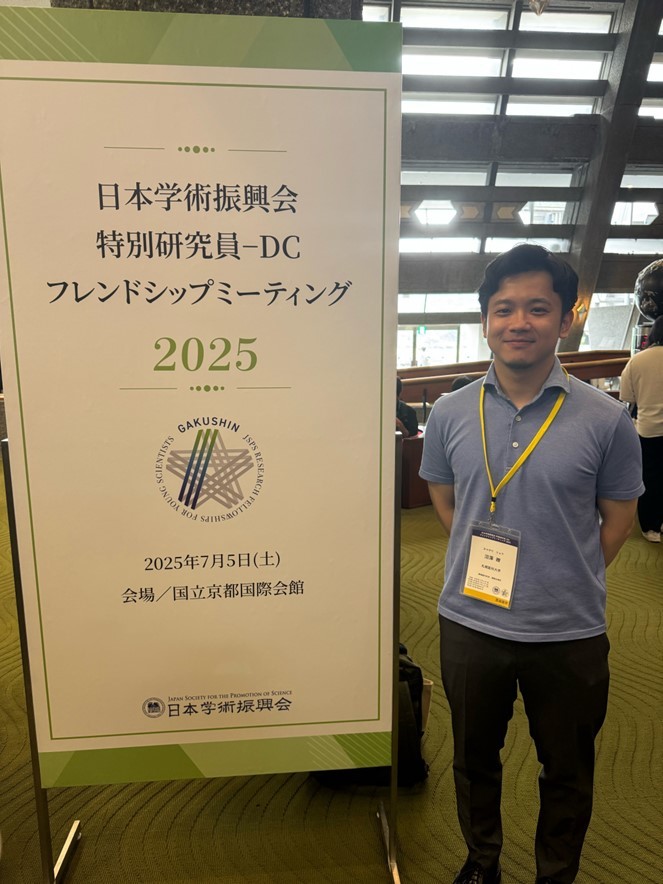 日本学術振興会
特別研究員-DC
フレンドシップミーティング
2025
GAKUSHIN
JSPS RESEARCH FELLOWSHIPS FOR YOUNG SCIENTISTS
2025年7月5日(土)
会場／国立京都国際会館
JAPAN SOCIETY FOR THE PROMOTION OF SCIENCE
日本学術振興会